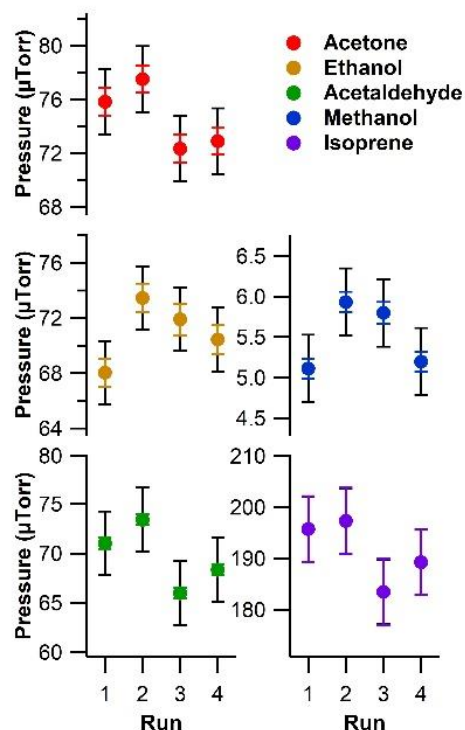 Pressure (µTorr)
80
76
72
68
Acetone
Ethanol
Acetaldehyde
Methanol
Isoprene
Pressure (µTorr)
76
72
68
64
6.5
6.0
5.5
5.0
4.5
Pressure (µTorr)
80
75
70
65
60
1 2 3 4
Run
210
200
190
180
1 2 3 4
Run